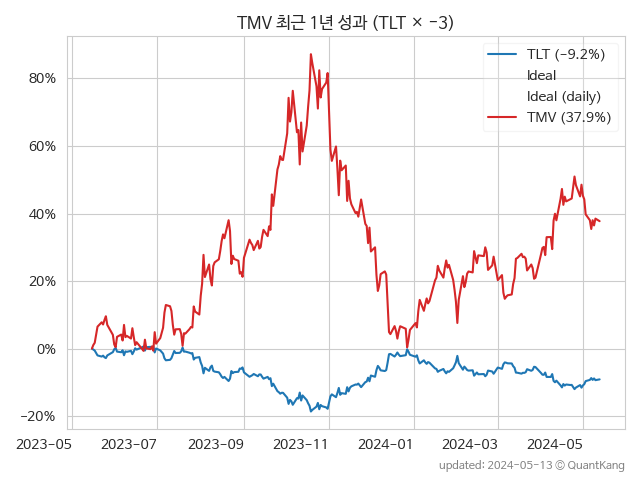 TMV 최근 1년 성과 (TLT × −3)
TLT (−9.2%)
Ideal
Ideal (daily)
TMV (37.9%)
80%
60%
40%
20%
0%
−20%
2023-05
2023-07
2023-09
2023-11
2024-01
2024-03
2024-05
updated: 2024-05-13 © QuantKang